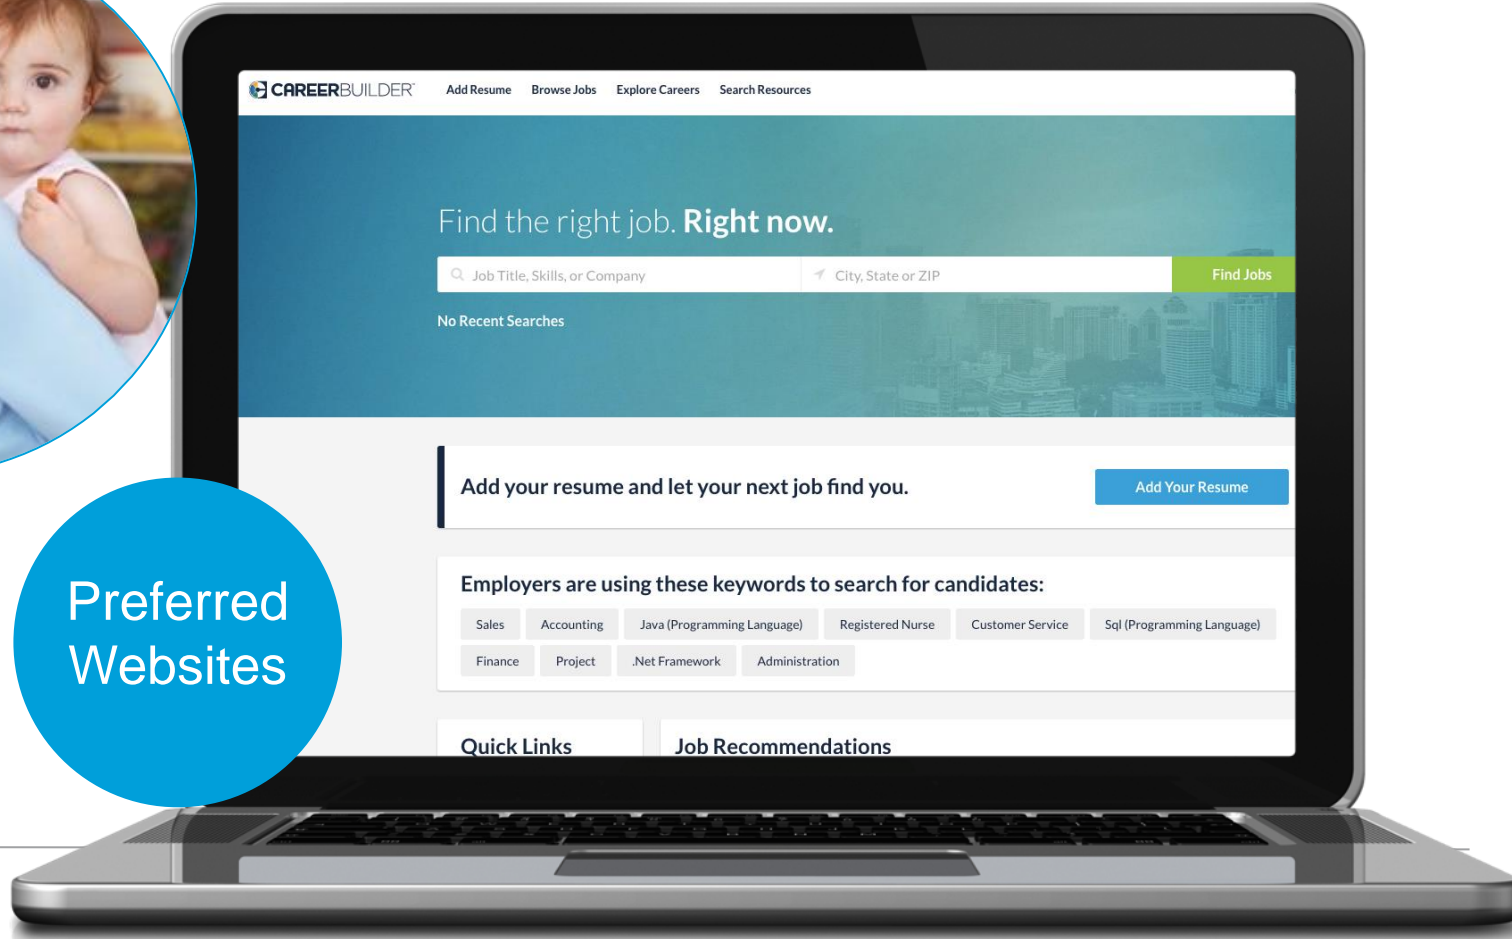 CAREERBUILDER
Add Resume Browse Jobs Explore Careers Search Resources
Find the right job. Right now.
Job Title, Skills, or Company City, State or ZIP Find Jobs
No Recent Searches
Add your resume and let your next job find you. Add Your Resume
Employers are using these keywords to search for candidates:
Sales Accounting Java (Programming Language) Registered Nurse Customer Service Sql (Programming Language)
Finance Project .Net Framework Administration
Quick Links Job Recommendations
Preferred
Websites